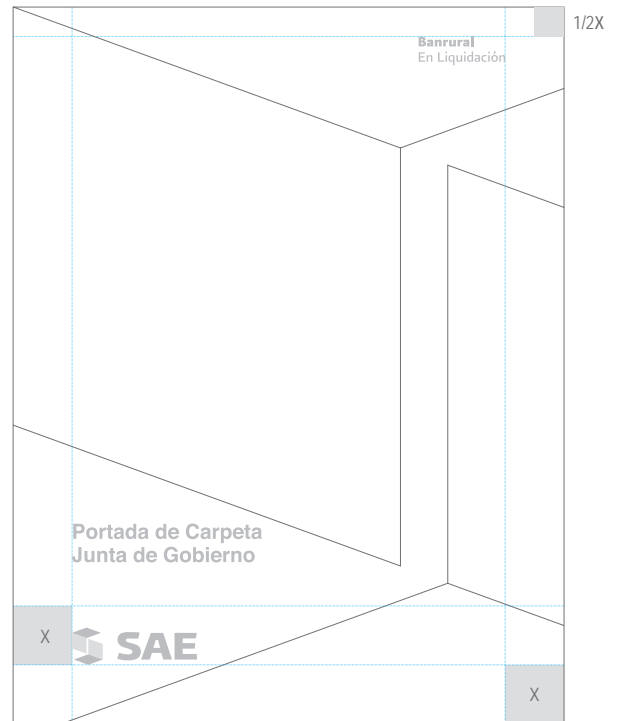 1/2X
Banrural
En Liquidación
Portada de Carpeta
Junta de Gobierno
X
SAE
X